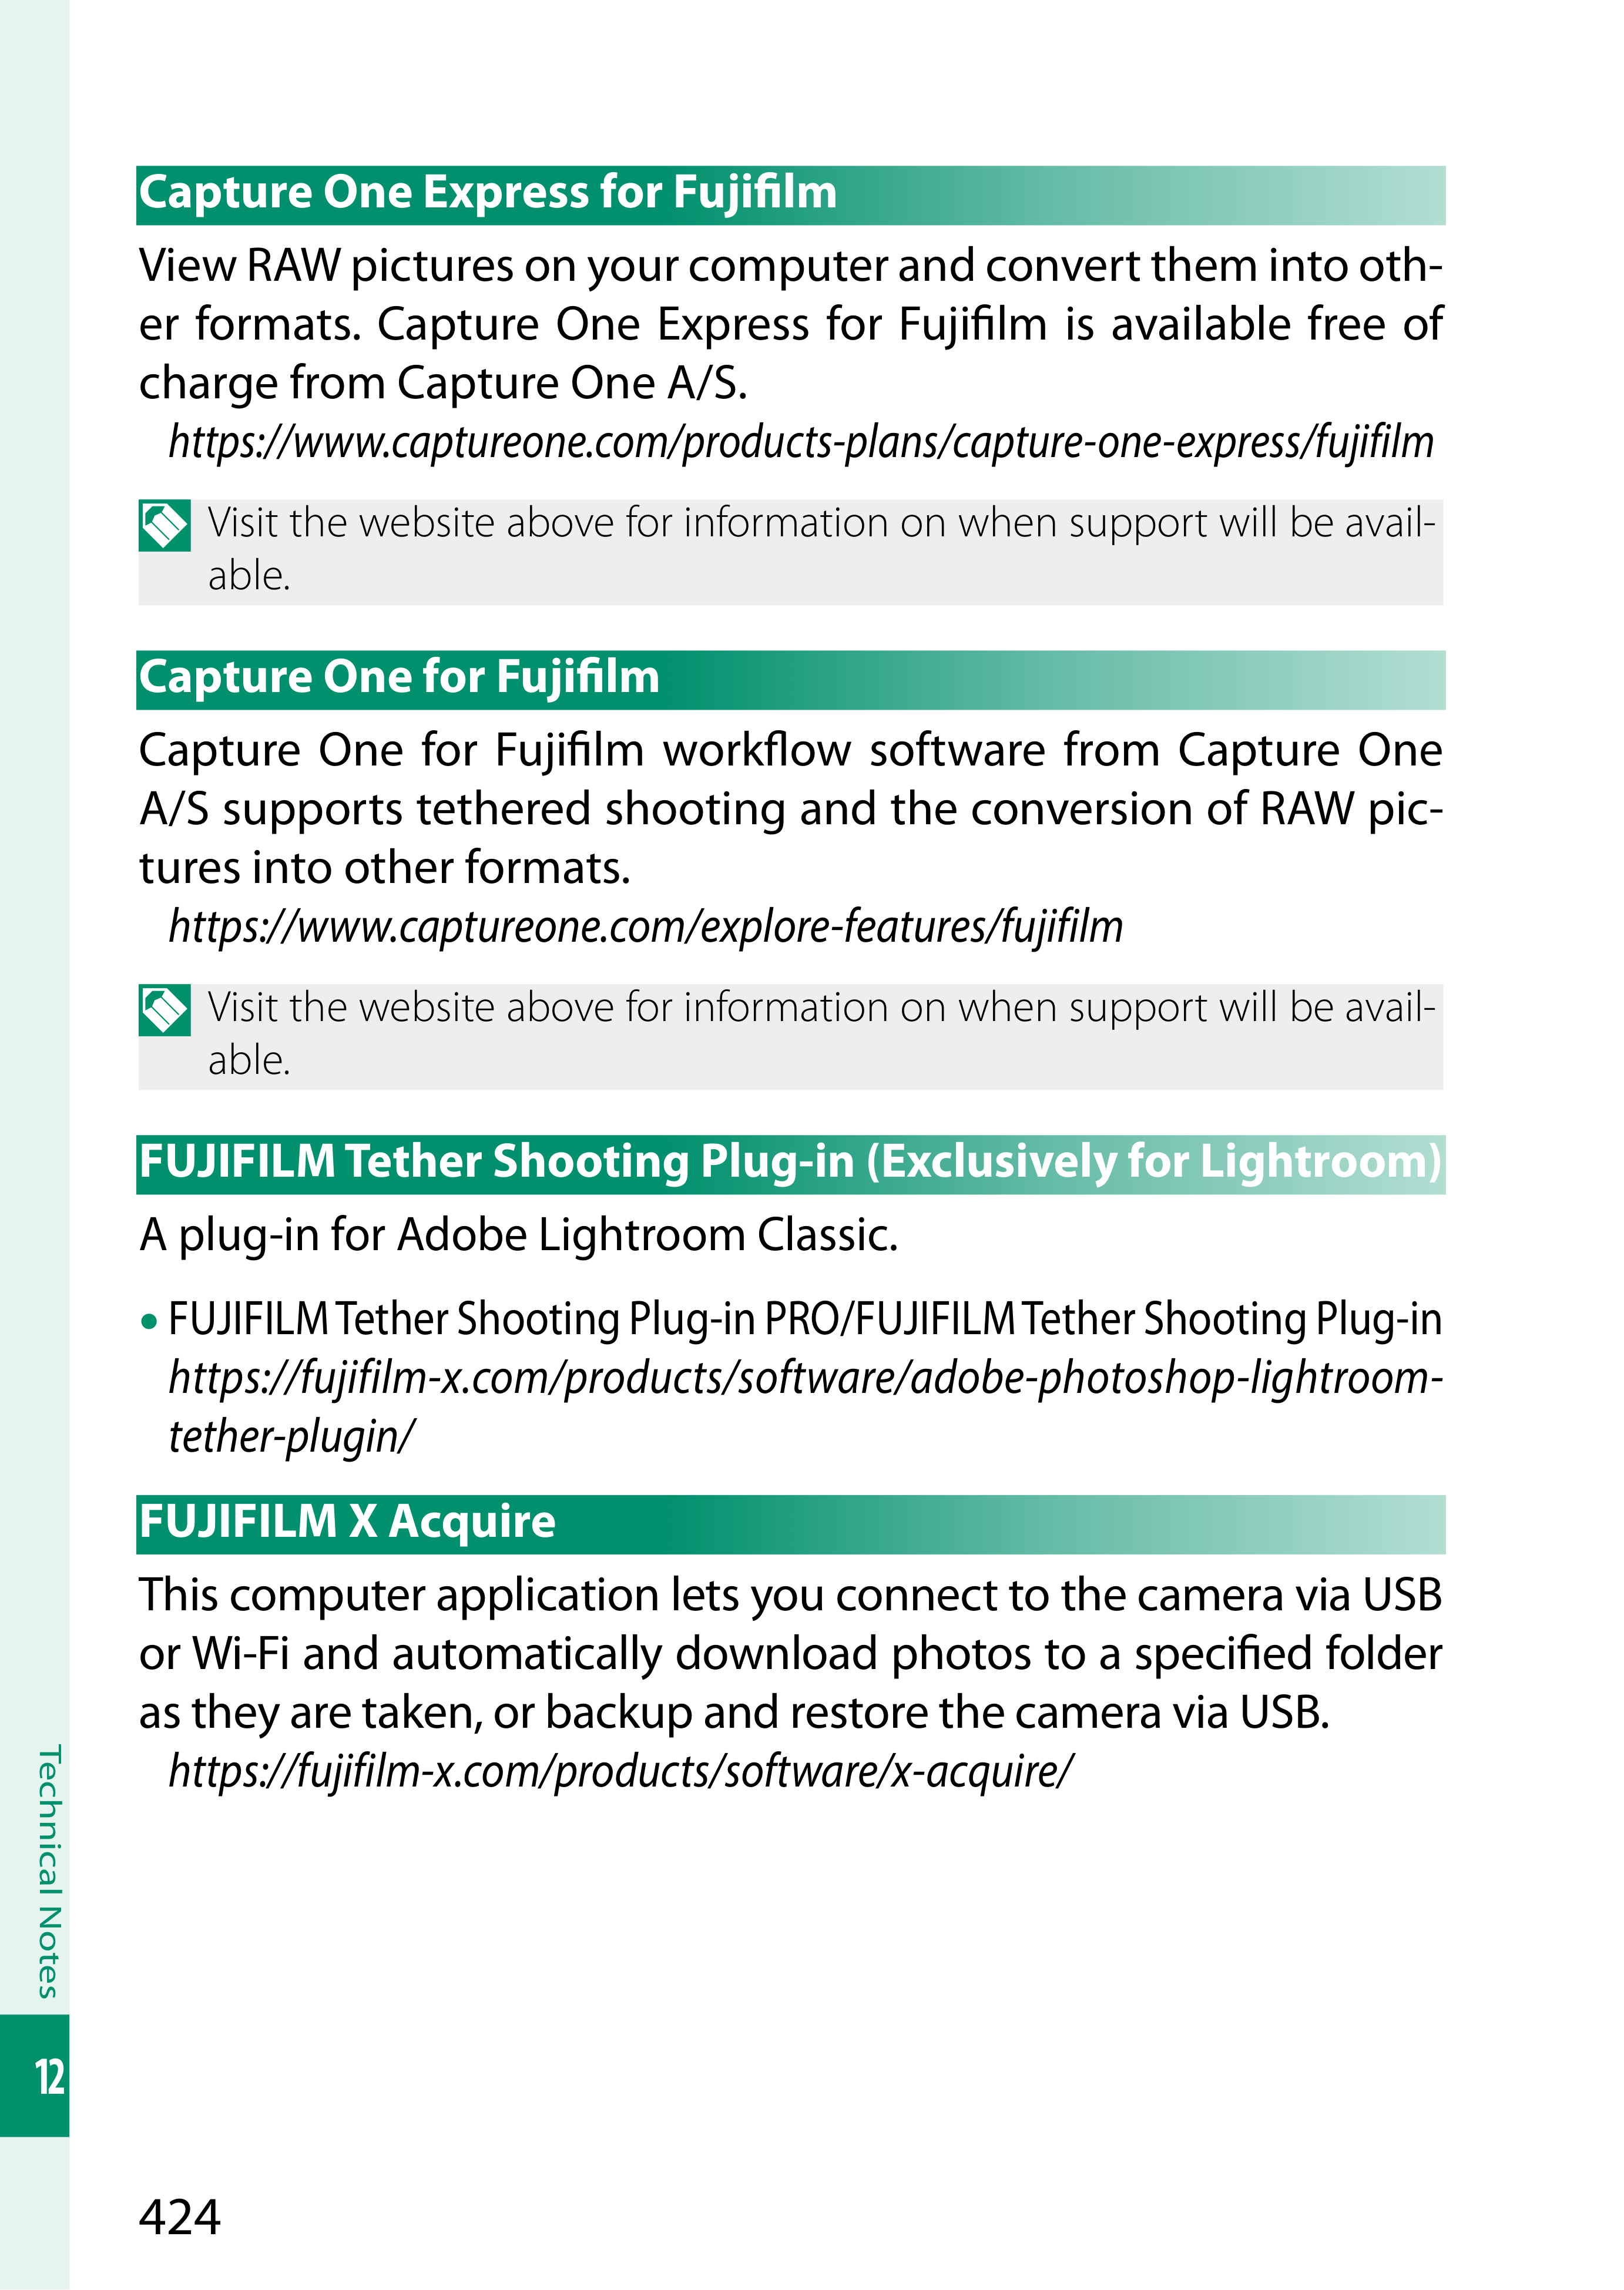 Capture One Express for Fujifilm
View RAW pictures on your computer and convert them into oth-
er formats. Capture One Express for Fujifilm is available free of
charge from Capture One A/S.
https://www.captureone.com/products-plans/capture-one-express/fujifilm
Visit the website above for information on when support will be avail-
able.
Capture One for Fujifilm
Capture One for Fujifilm workflow software from Capture One
A/S supports tethered shooting and the conversion of RAW pic-
tures into other formats.
https://www.captureone.com/explore-features/fujifilm
Visit the website above for information on when support will be avail-
able.
FUJIFILM Tether Shooting Plug-in (Exclusively for Lightroom)
A plug-in for Adobe Lightroom Classic.
• FUJIFILM Tether Shooting Plug-in PRO/FUJIFILM Tether Shooting Plug-in
https://fujifilm-x.com/products/software/adobe-photoshop-lightroom-
tether-plugin/
FUJIFILM X Acquire
This computer application lets you connect to the camera via USB
or Wi-Fi and automatically download photos to a specified folder
as they are taken, or backup and restore the camera via USB.
https://fujifilm-x.com/products/software/x-acquire/
Technical Notes
12
424